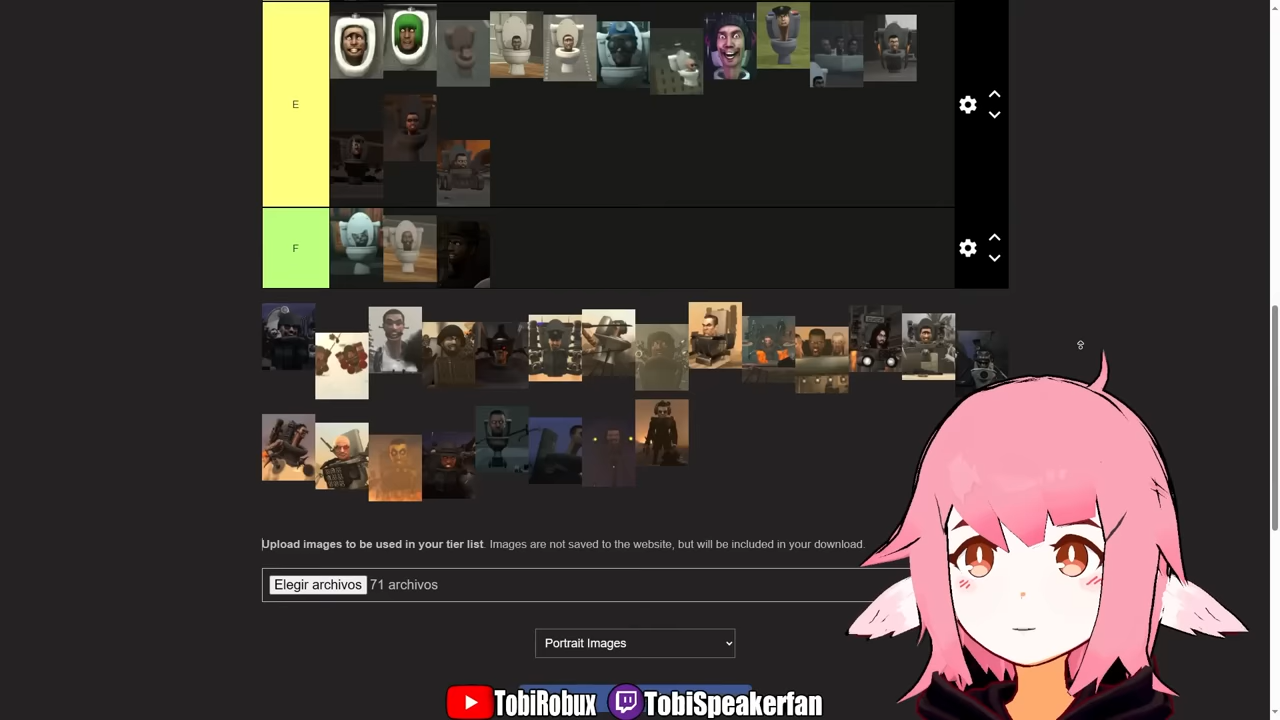 E
F
Upload images to be used in your tier list. Images are not saved to the website, but will be included in your download.
Elegir archivos 71 archivos
Portrait Images
TobiRobux TobiSpeakerfan